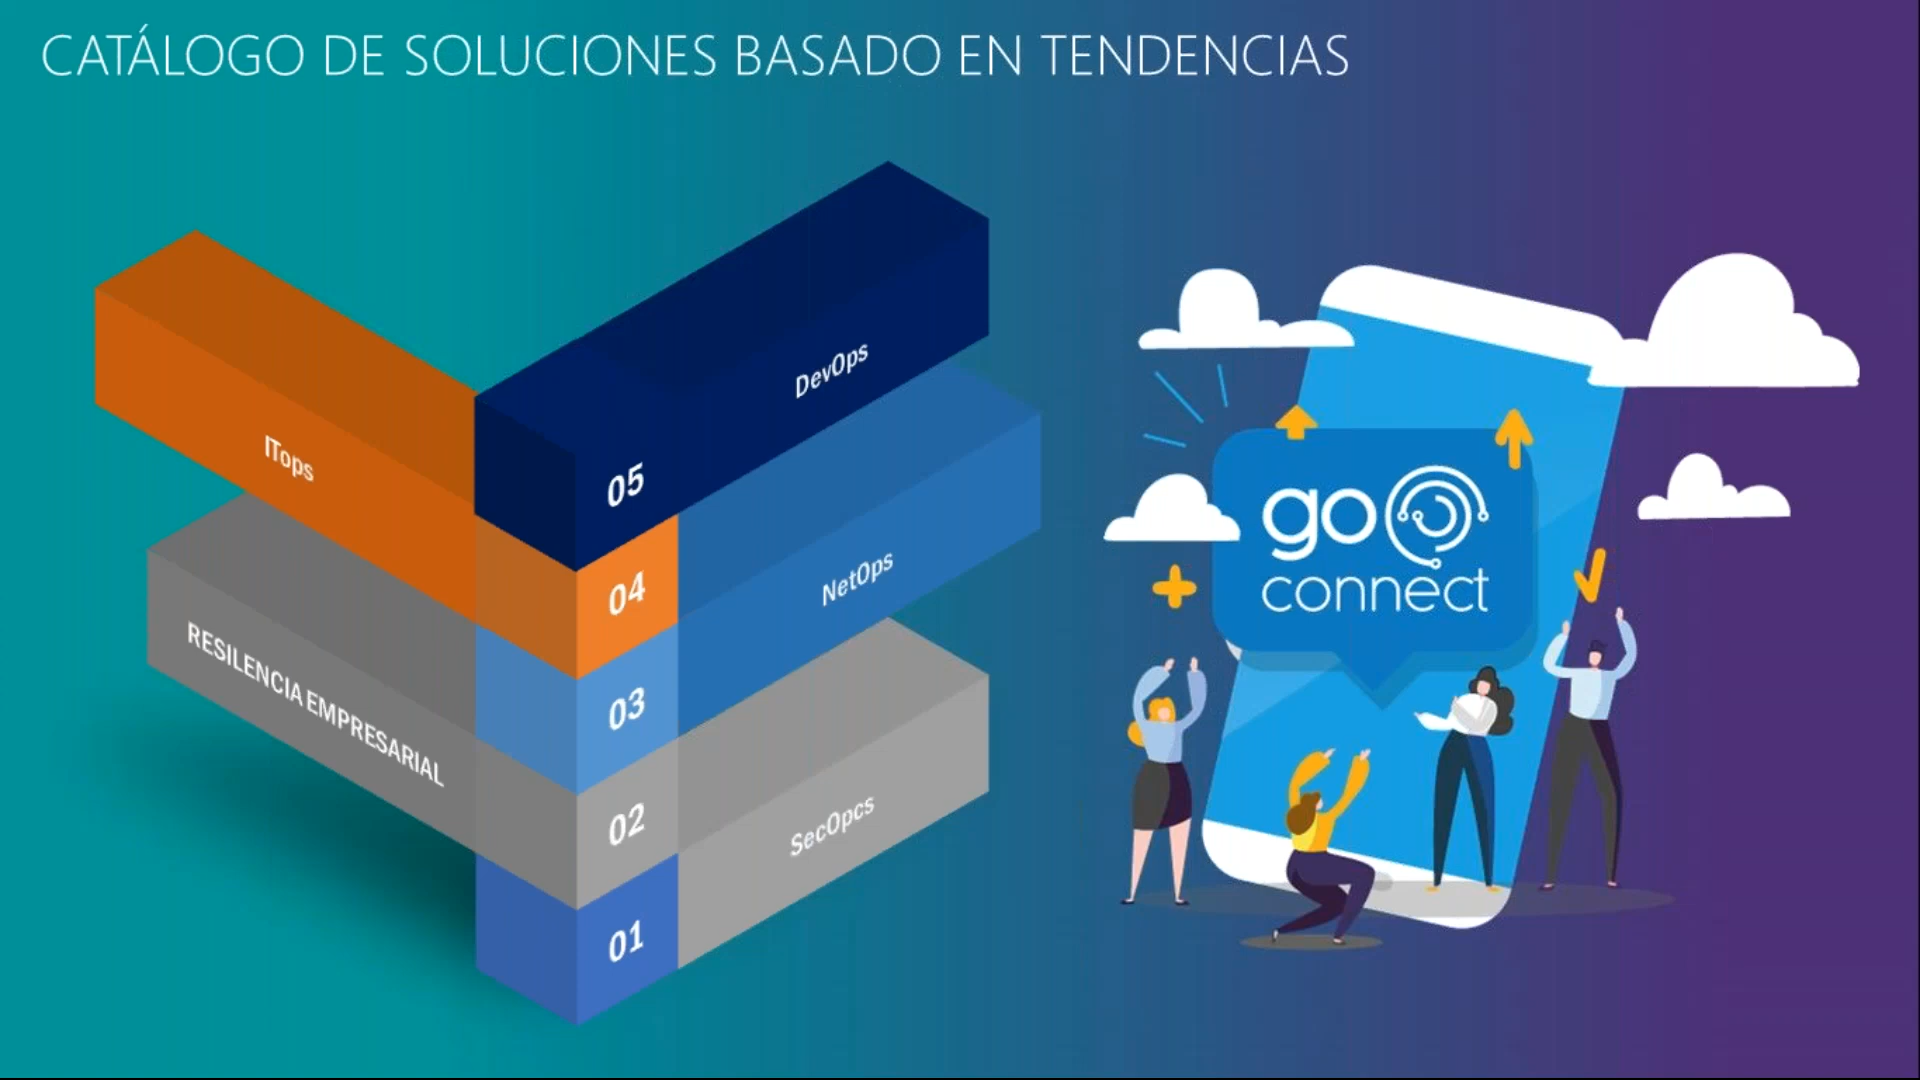 CATÁLOGO DE SOLUCIONES BASADO EN TENDENCIAS
DevOps
05
ITops
04
NetOps
03
RESILENCIA EMPRESARIAL
02
SecOpcs
01
go
connect